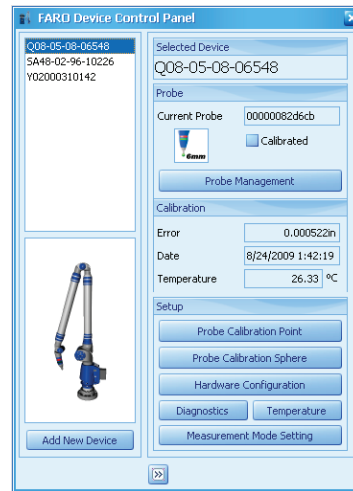 FARO Device Control Panel
Q08-05-08-06548
SA48-02-96-10226
Y02000310142
Add New Device
Selected Device
Q08-05-08-06548
Probe
Current Probe 00000082d6cb
6mm
Calibrated
Probe Management
Calibration
Error 0.000522in
Date 8/24/2009 1:42:19
Temperature 26.33 ºC
Setup
Probe Calibration Point
Probe Calibration Sphere
Hardware Configuration
Diagnostics Temperature
Measurement Mode Setting